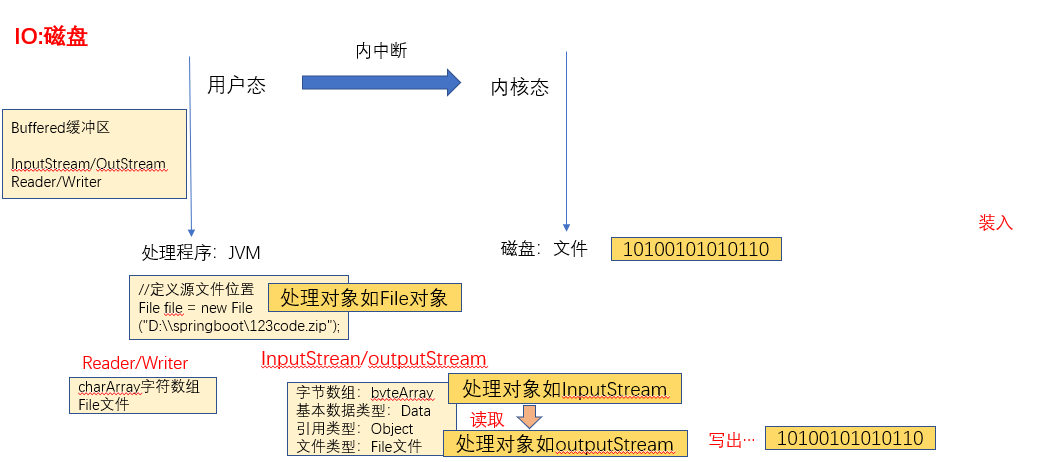 IO:磁盘
内中断
用户态
内核态
Buffered缓冲区
InputStream/OutStream
Reader/Writer
装入
处理程序：JVM
磁盘：文件
10100101010110
//定义源文件位置
File file = new File
("D:\\springboot\123code.zip");
处理对象如File对象
Reader/Writer
InputStrean/outputStream
charArray字符数组
File文件
字节数组：byteArray
基本数据类型：Data
引用类型：Object
文件类型：File文件
处理对象如InputStream
读取
处理对象如outputStream
写出…
10100101010110